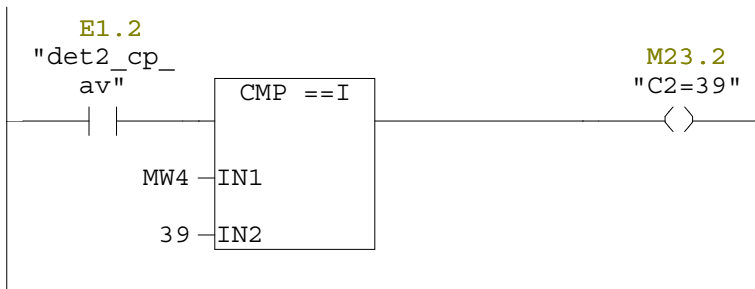 E1.2
"det2_cp_
av"
M23.2
"C2=39"
CMP ==I
MW4
IN1
39
IN2